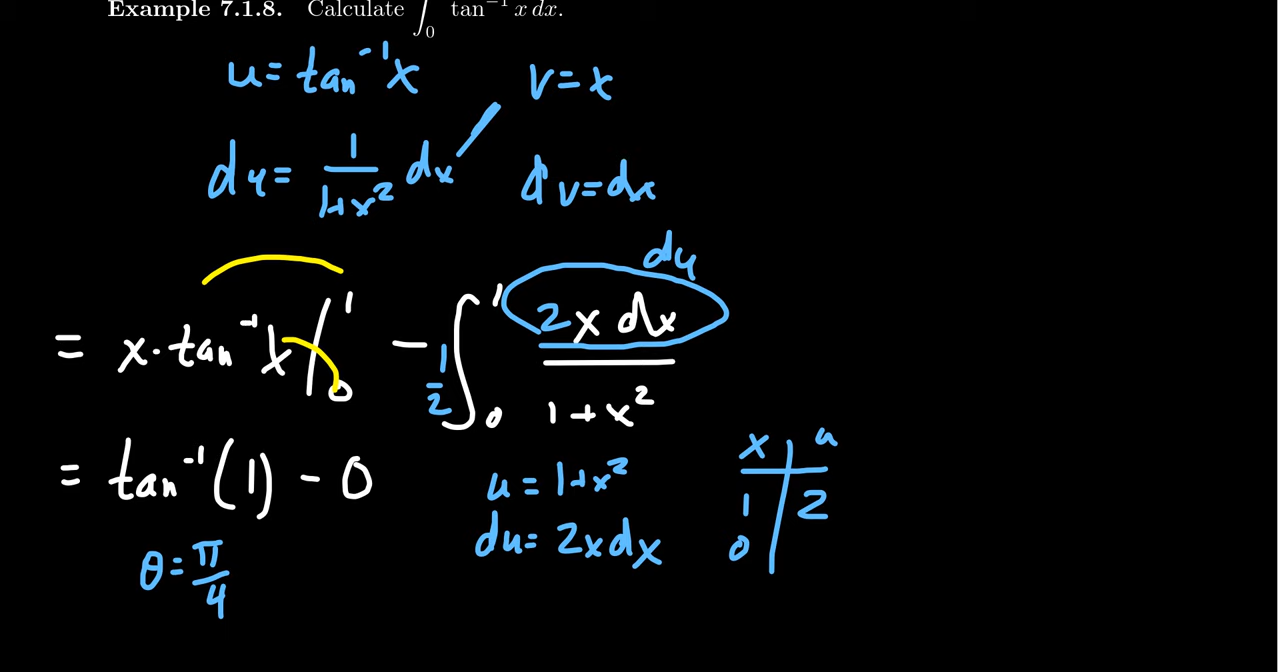 Example 7.1.8. Calculate ∫₀ tan⁻¹ x dx.
u = tan⁻¹x v = x
du = 1/(1+x²) dx dv = dx
du
= x · tan⁻¹x |₀¹ − 1/2 ∫₀¹ 2x dx/(1+x²)
= tan⁻¹(1) − 0
u = 1+x²
du = 2xdx
θ = π/4
x u
1 2
0